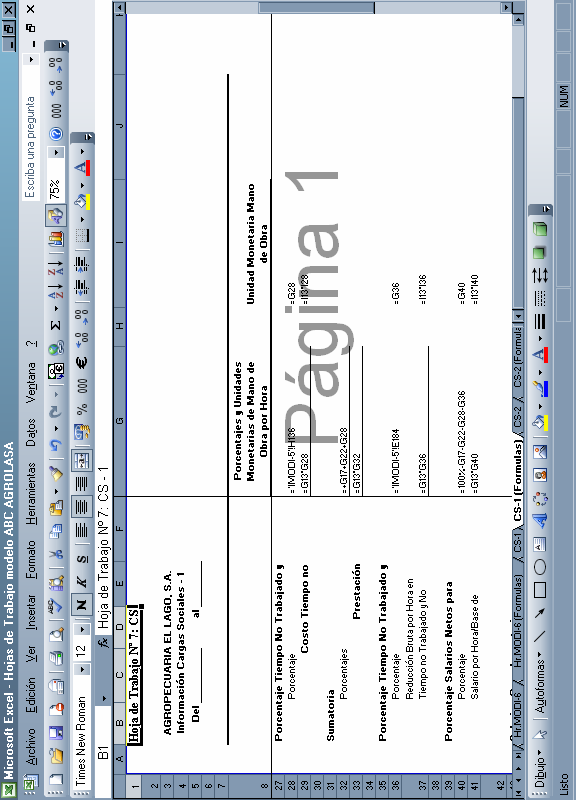 Microsoft Excel - Hojas de Trabajo modelo ABC AGROLASA
Archivo Edición Ver Insertar Formato Herramientas Datos Ventana ?
Escriba una pregunta
75%
Times New Roman 12 N K S % 000 €
B1 fx Hoja de Trabajo Nº 7: CS - 1
A B C D E F G H I J
1 Hoja de Trabajo Nº 7: CS
2
3 AGROPECUARIA EL LAGO, S.A.
4 Información Cargas Sociales - 1
5 Del al
6
7
Porcentajes y Unidades
Monetarias de Mano de Unidad Monetaria Mano
8 Obra por Hora de Obra
27 Porcentaje Tiempo No Trabajado y
28 Porcentaje ='!MODI-5'!H136 =G28
29 Costo Tiempo no =G13*G28 =I13*I28
30
31 Sumatoria
32 Porcentajes =+G17+G22+G28
33 Prestación =G13*G32
34
35 Porcentaje Tiempo No Trabajado y
36 Porcentaje ='!MODI-5'!E184 =G36
Reducción Bruta por Hora en
37 Tiempo no Trabajado y No =G13*G36 =I13*I36
38
39 Porcentaje Salarios Netos para
40 Porcentaje =100%-G17-G22-G28-G36 =G40
41 Salario por Hora/Base de =G13*G40 =I13*I40
42
Página 1
Ht:MODI-6 Ht:MODI-6 (Formulas) CS-1 CS-1 (Formulas) CS-2 CS-2 (Formula
Dibujo Autoformas
Listo NUM